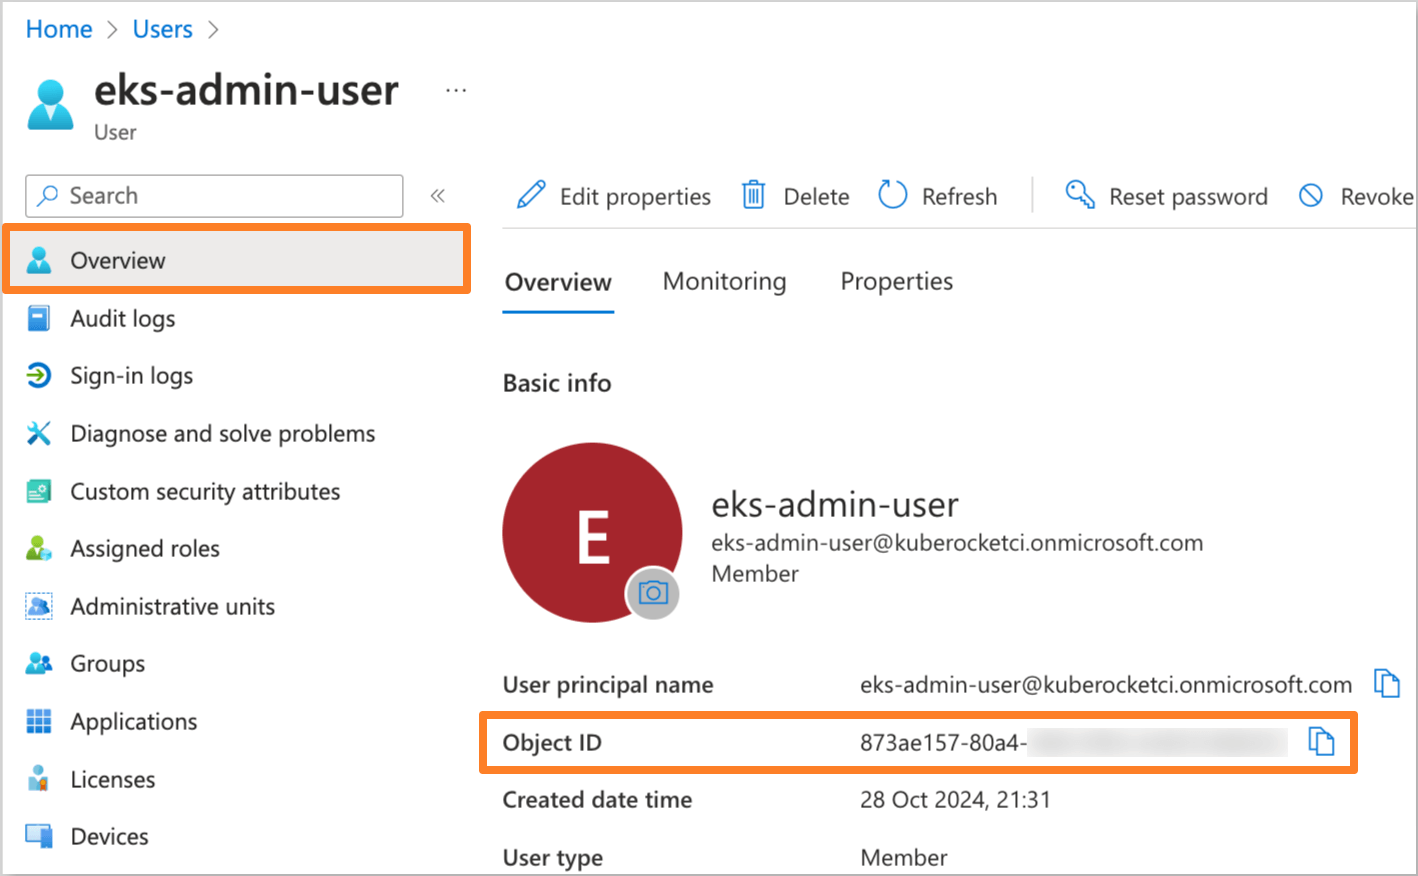 Home > Users >
eks-admin-user ...
User
Search «
Edit properties Delete Refresh Reset password Revoke
Overview
Audit logs
Sign-in logs
Diagnose and solve problems
Custom security attributes
Assigned roles
Administrative units
Groups
Applications
Licenses
Devices
Overview Monitoring Properties
Basic info
E
eks-admin-user
eks-admin-user@kuberocketci.onmicrosoft.com
Member
User principal name eks-admin-user@kuberocketci.onmicrosoft.com
Object ID 873ae157-80a4-
Created date time 28 Oct 2024, 21:31
User type Member